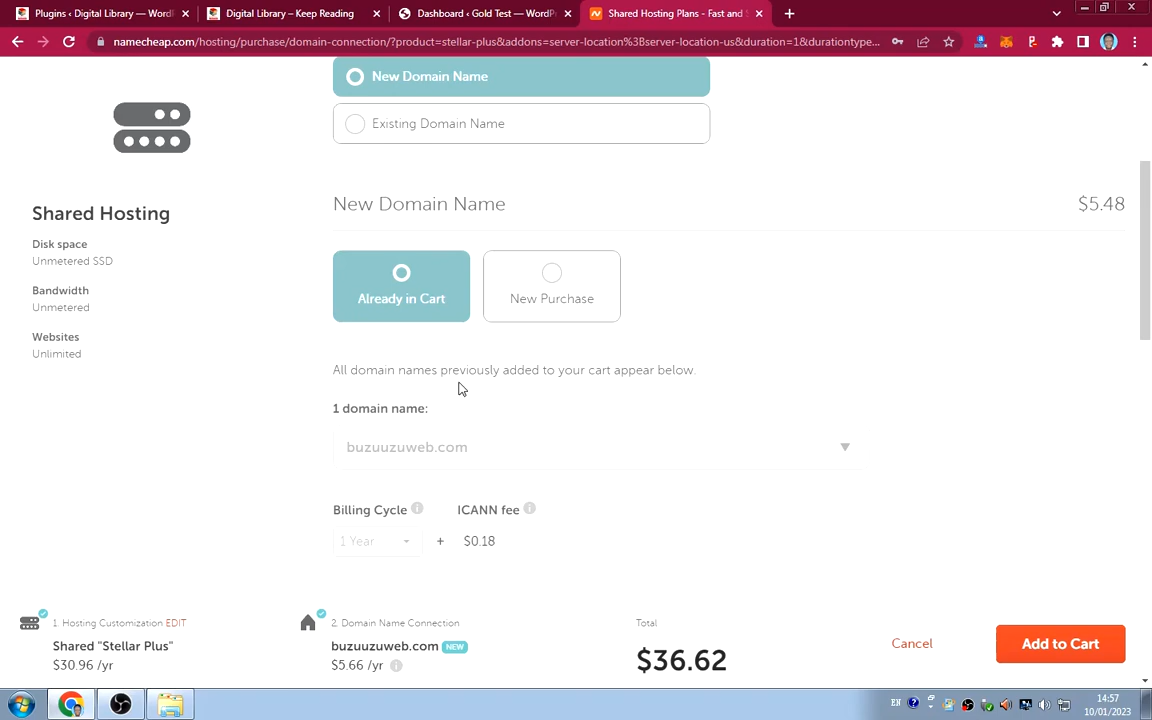 Plugins ‹ Digital Library — WordP
Digital Library – Keep Reading
Dashboard ‹ Gold Test — WordPr
Shared Hosting Plans - Fast and S
namecheap.com/hosting/purchase/domain-connection/?product=stellar-plus&addons=server-location%3Bserver-location-us&duration=1&durationtype...
New Domain Name
Existing Domain Name
Shared Hosting
Disk space
Unmetered SSD
Bandwidth
Unmetered
Websites
Unlimited
New Domain Name
$5.48
Already in Cart
New Purchase
All domain names previously added to your cart appear below.
1 domain name:
buzuuzuweb.com
Billing Cycle
ICANN fee
1 Year
+
$0.18
1. Hosting Customization EDIT
Shared "Stellar Plus"
$30.96 /yr
2. Domain Name Connection
buzuuzuweb.com NEW
$5.66 /yr
Total
$36.62
Cancel
Add to Cart
EN
14:57
10/01/2023